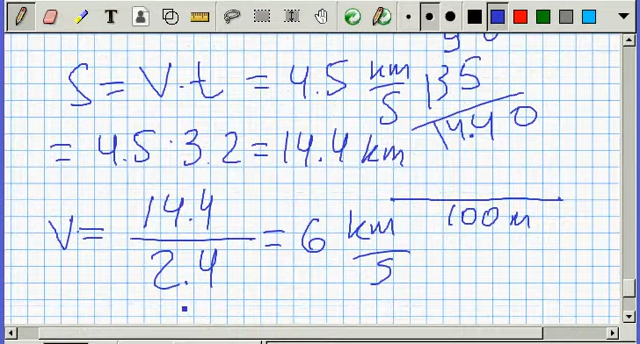 S = V · t = 4.5 km/s
= 4.5 · 3.2 = 14.4 km
V = 14.4/2.4 = 6 km/s
135
14.40
100 м